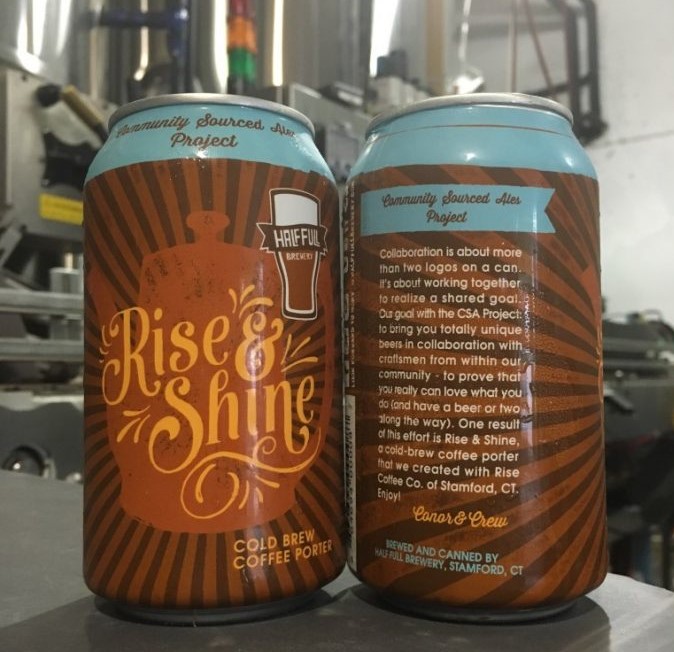 Community Sourced Ales
Project
HALF FULL
BREWERY
Rise &
Shine
COLD BREW
COFFEE PORTER
Community Sourced Ales
Project
Collaboration is about more
than two logos on a can.
It's about working together
to realize a shared goal.
Our goal with the CSA Project:
to bring you totally unique
beers in collaboration with
craftsmen from within our
community - to prove that
you really can love what you
do (and have a beer or two
along the way). One result
of this effort is Rise & Shine,
a cold-brew coffee porter
that we created with Rise
Coffee Co. of Stamford, CT.
Enjoy!
Conor & Crew
BREWED AND CANNED BY
HALF FULL BREWERY, STAMFORD, CT